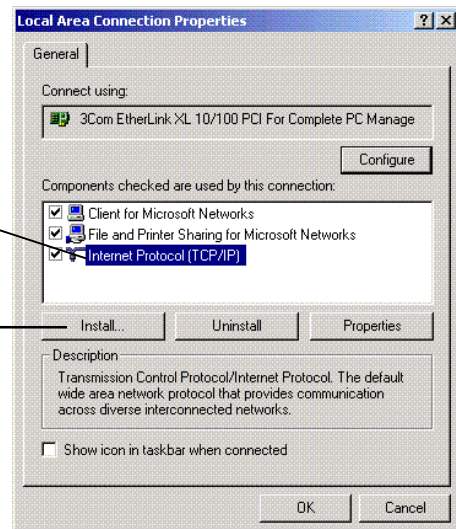 Local Area Connection Properties
General
Connect using:
3Com EtherLink XL 10/100 PCI For Complete PC Manage
Configure
Components checked are used by this connection:
Client for Microsoft Networks
File and Printer Sharing for Microsoft Networks
Internet Protocol (TCP/IP)
Install...
Uninstall
Properties
Description
Transmission Control Protocol/Internet Protocol. The default
wide area network protocol that provides communication
across diverse interconnected networks.
Show icon in taskbar when connected
OK
Cancel